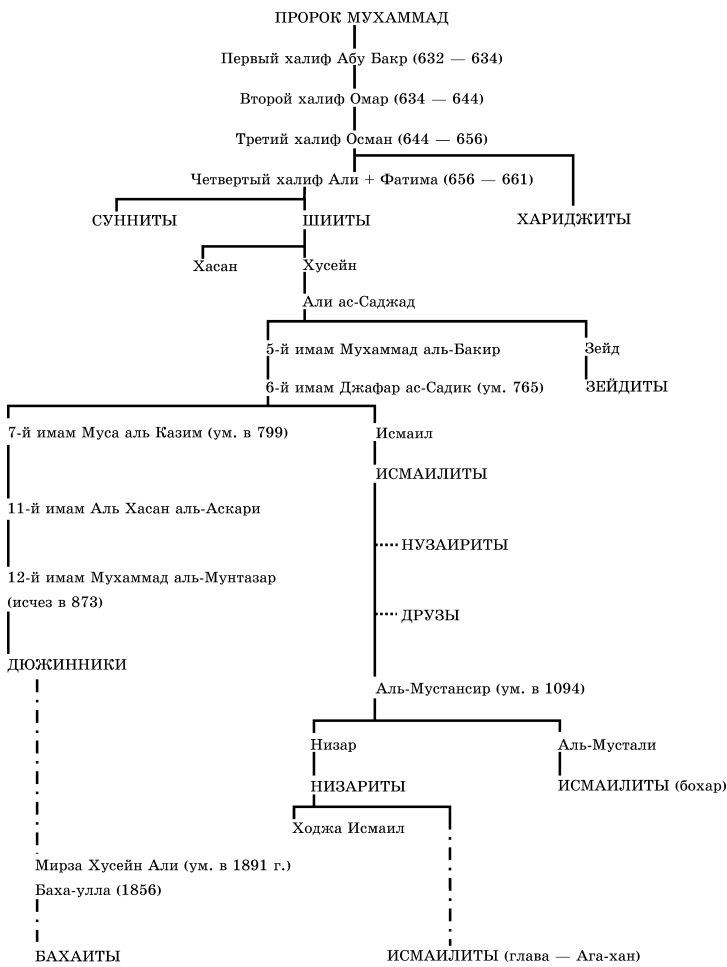 ПРОРОК МУХАММАД
Первый халиф Абу Бакр (632 — 634)
Второй халиф Омар (634 — 644)
Третий халиф Осман (644 — 656)
Четвертый халиф Али + Фатима (656 — 661)
СУННИТЫ
ШИИТЫ
ХАРИДЖИТЫ
Хасан
Хусейн
Али ас-Саджад
5-й имам Мухаммад аль-Бакир
Зейд
6-й имам Джафар ас-Садик (ум. 765)
ЗЕЙДИТЫ
7-й имам Муса аль Казим (ум. в 799)
Исмаил
ИСМАИЛИТЫ
11-й имам Аль Хасан аль-Аскари
НУЗАИРИТЫ
12-й имам Мухаммад аль-Мунтазар
(исчез в 873)
ДРУЗЫ
ДЮЖИННИКИ
Аль-Мустансир (ум. в 1094)
Низар
Аль-Мустали
НИЗАРИТЫ
ИСМАИЛИТЫ (бохар)
Ходжа Исмаил
Мирза Хусейн Али (ум. в 1891 г.)
Баха-улла (1856)
БАХАИТЫ
ИСМАИЛИТЫ (глава — Ага-хан)